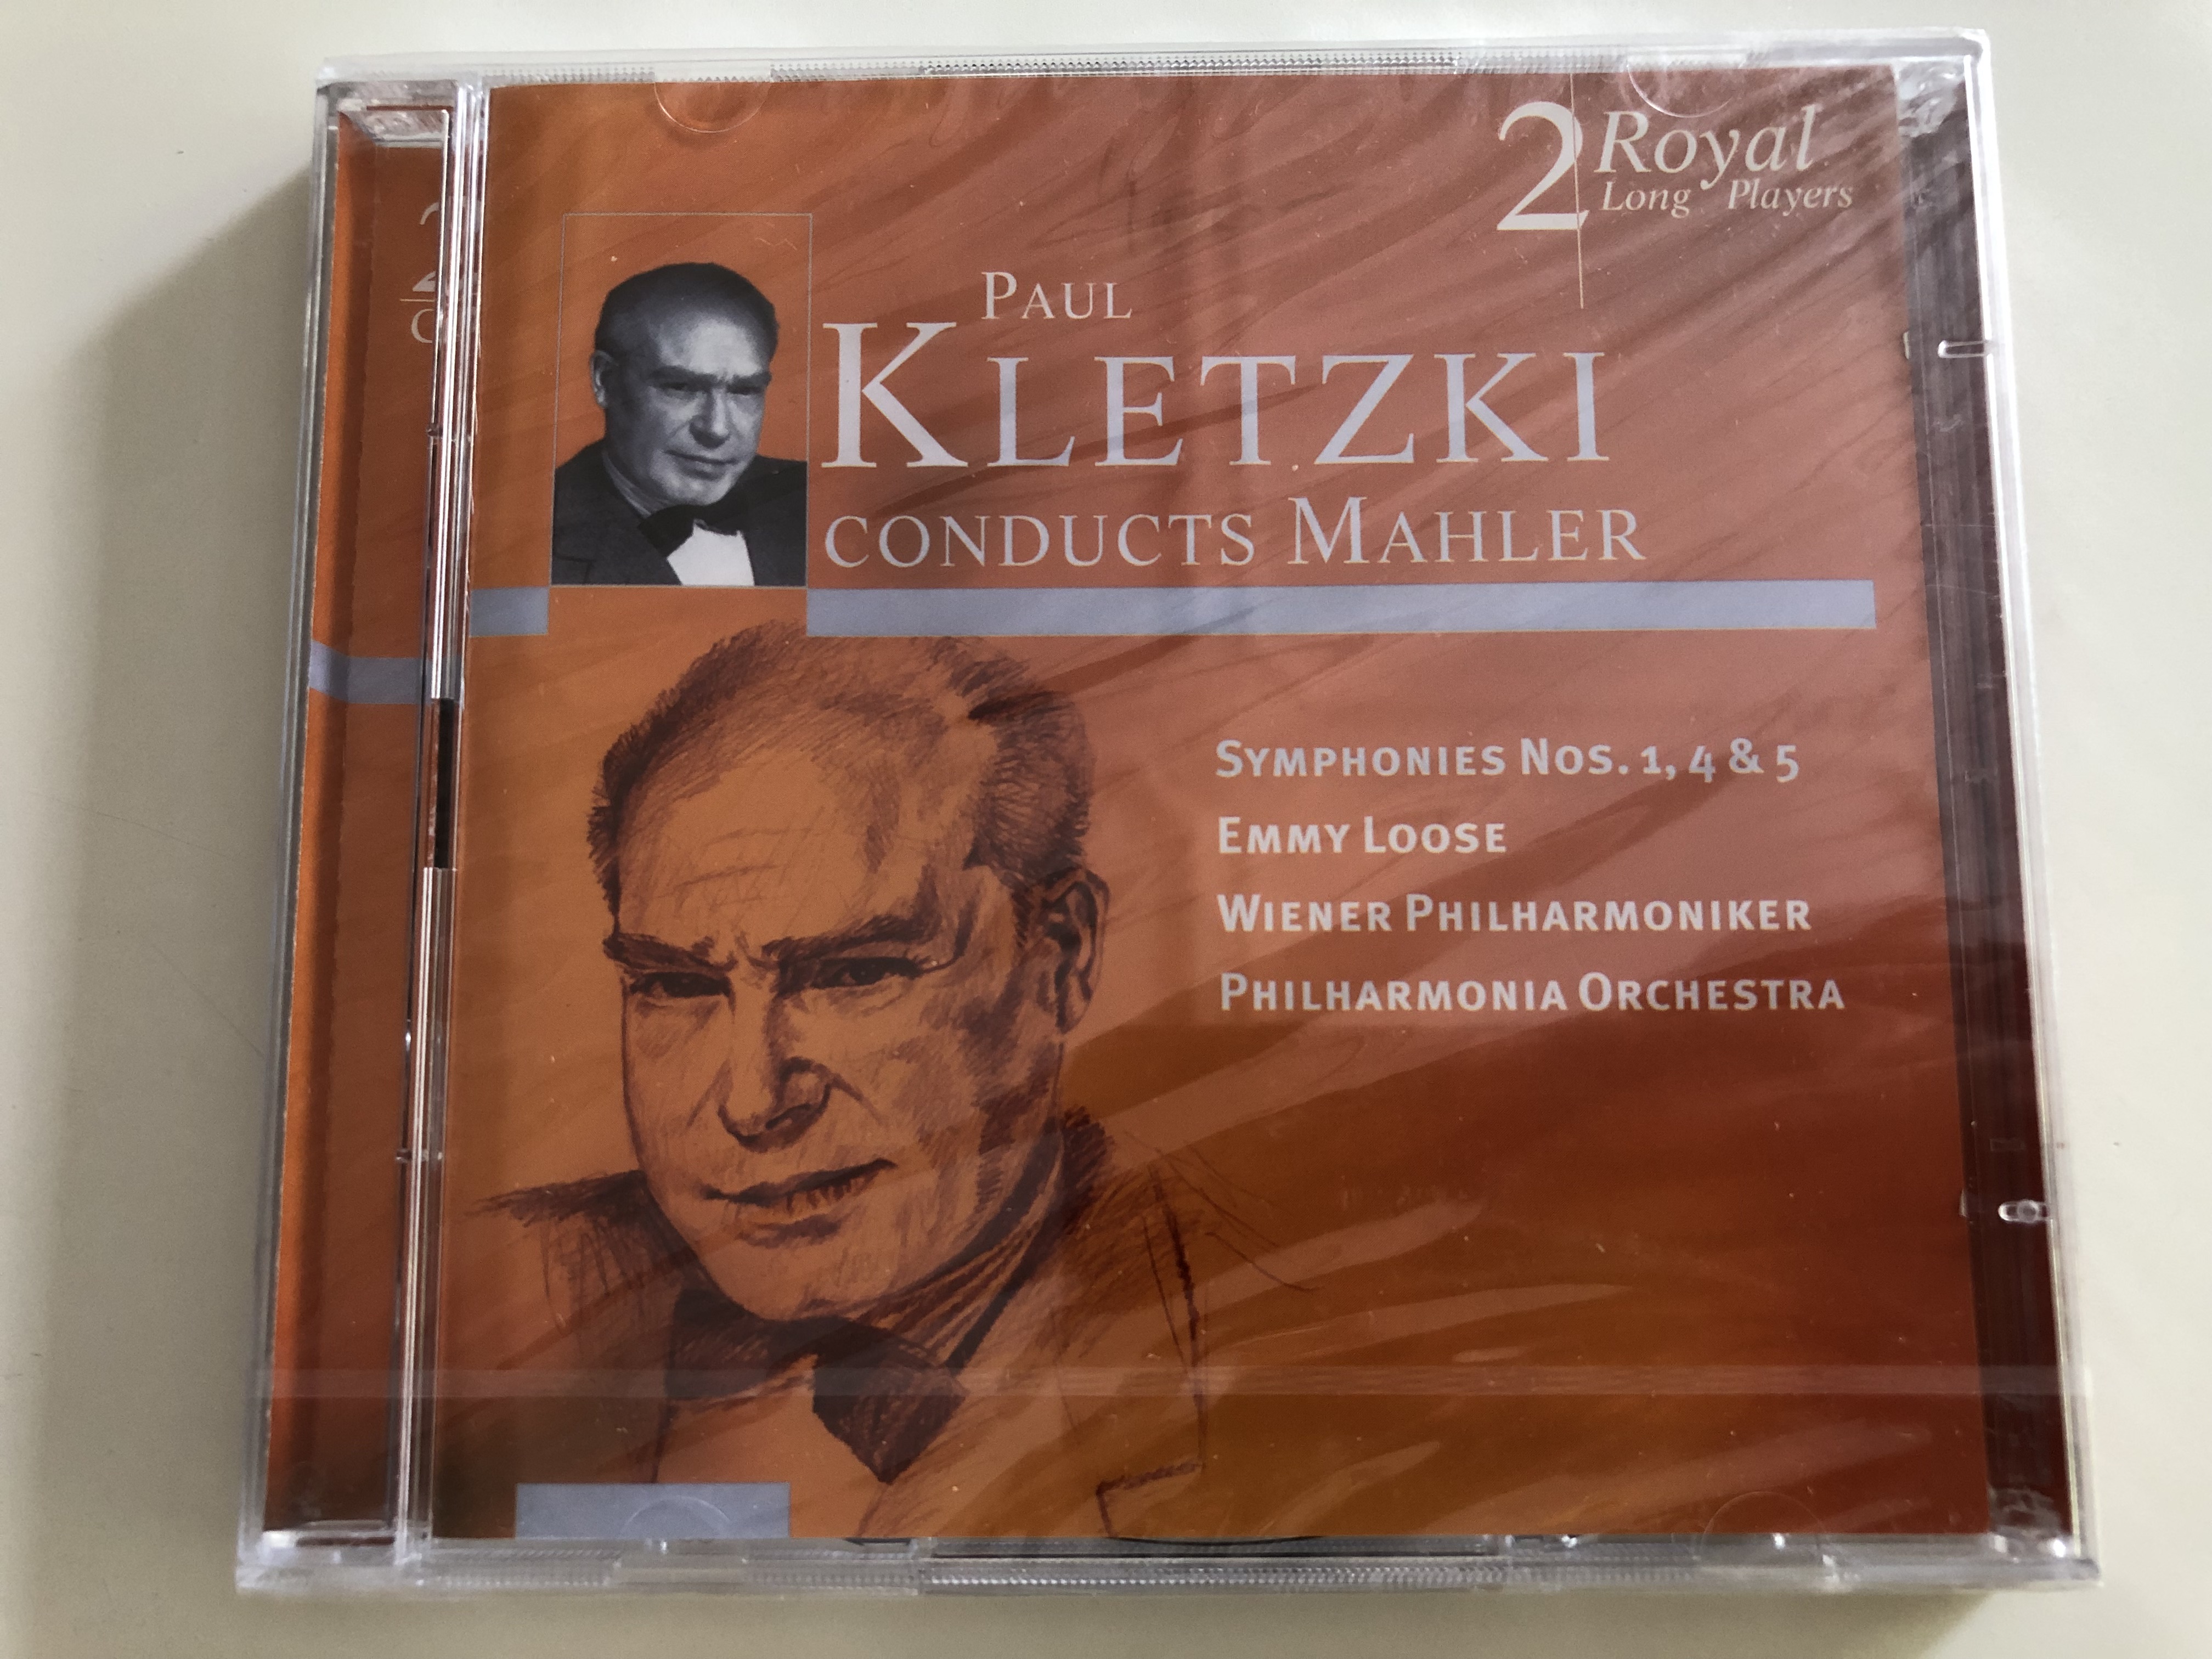 2 Royal
Long Players
PAUL
KLETZKI
CONDUCTS MAHLER
SYMPHONIES NOS. 1, 4 & 5
EMMY LOOSE
WIENER PHILHARMONIKER
PHILHARMONIA ORCHESTRA